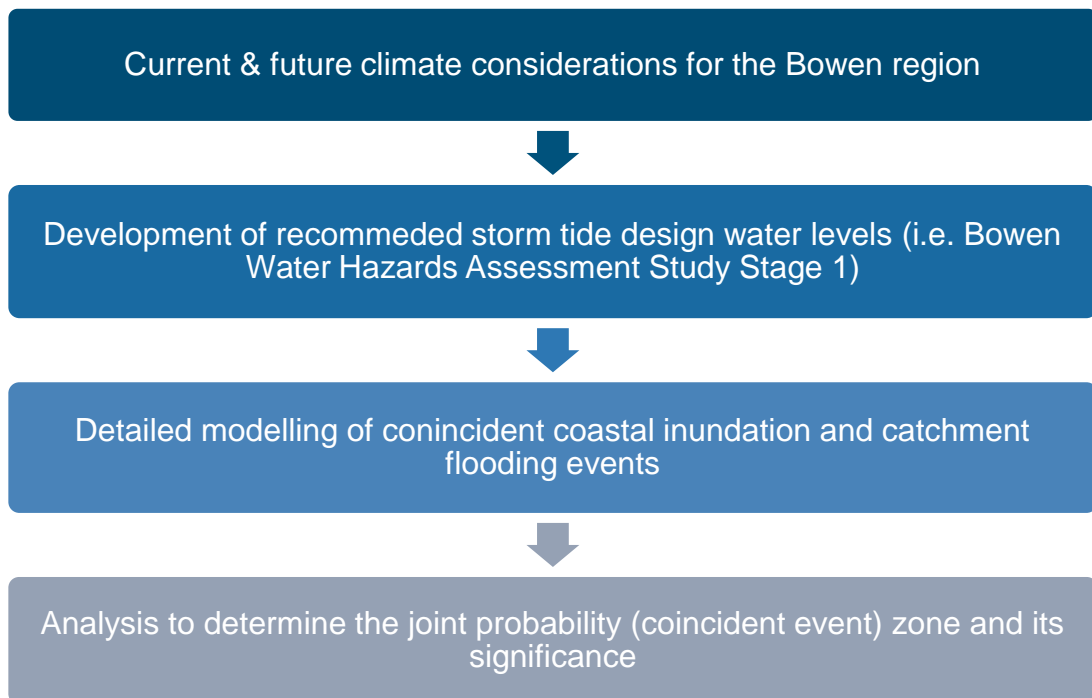 Current & future climate considerations for the Bowen region
Development of recommeded storm tide design water levels (i.e. Bowen
Water Hazards Assessment Study Stage 1)
Detailed modelling of conincident coastal inundation and catchment
flooding events
Analysis to determine the joint probability (coincident event) zone and its
significance